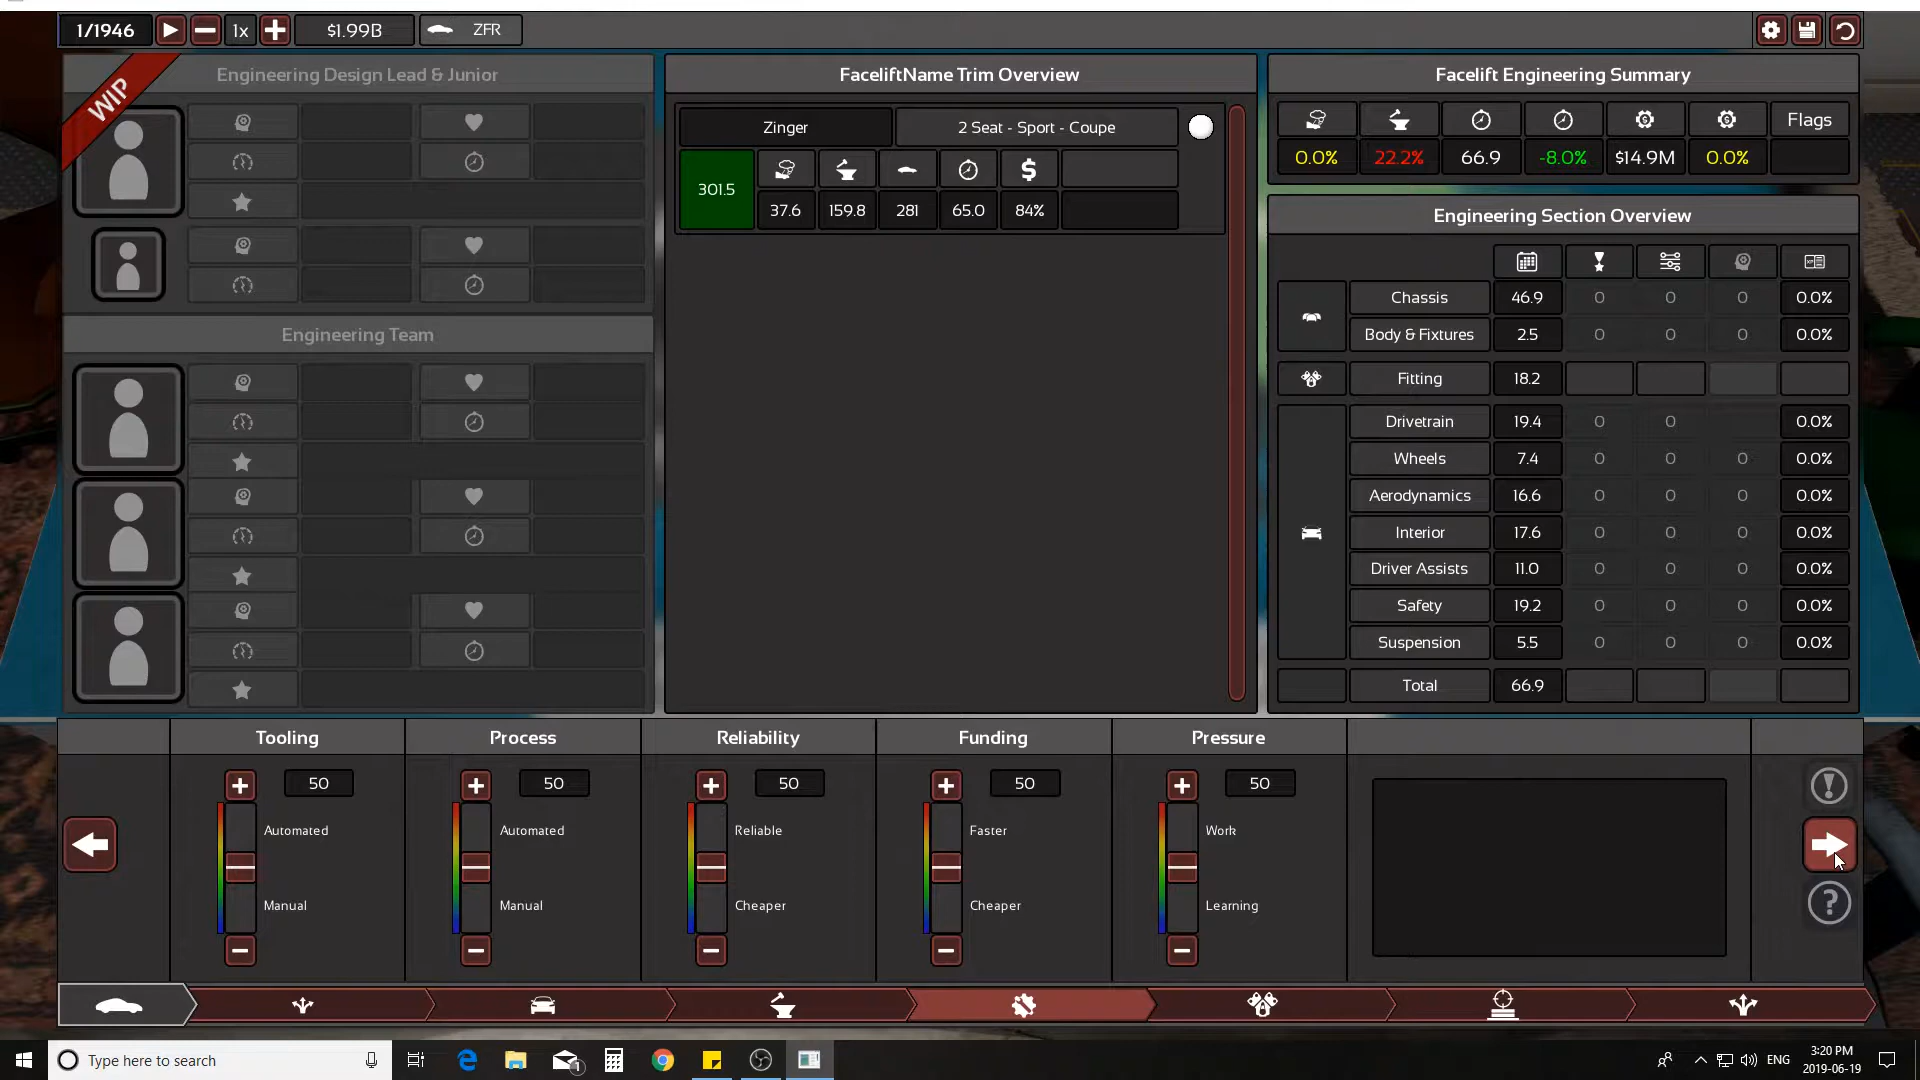 1/1946 1x $1.99B ZFR
WIP
Engineering Design Lead & Junior
Engineering Team
FaceliftName Trim Overview
Zinger 2 Seat - Sport - Coupe
301.5
37.6 159.8 281 65.0 84%
Facelift Engineering Summary
Flags
0.0% 22.2% 66.9 -8.0% $14.9M 0.0%
Engineering Section Overview
Chassis 46.9 0 0 0 0.0%
Body & Fixtures 2.5 0 0 0 0.0%
Fitting 18.2
Drivetrain 19.4 0 0 0.0%
Wheels 7.4 0 0 0 0.0%
Aerodynamics 16.6 0 0 0 0.0%
Interior 17.6 0 0 0 0.0%
Driver Assists 11.0 0 0 0 0.0%
Safety 19.2 0 0 0 0.0%
Suspension 5.5 0 0 0 0.0%
Total 66.9
Tooling Process Reliability Funding Pressure
50 50 50 50 50
Automated Automated Reliable Faster Work
Manual Manual Cheaper Cheaper Learning
Type here to search
ENG
3:20 PM
2019-06-19